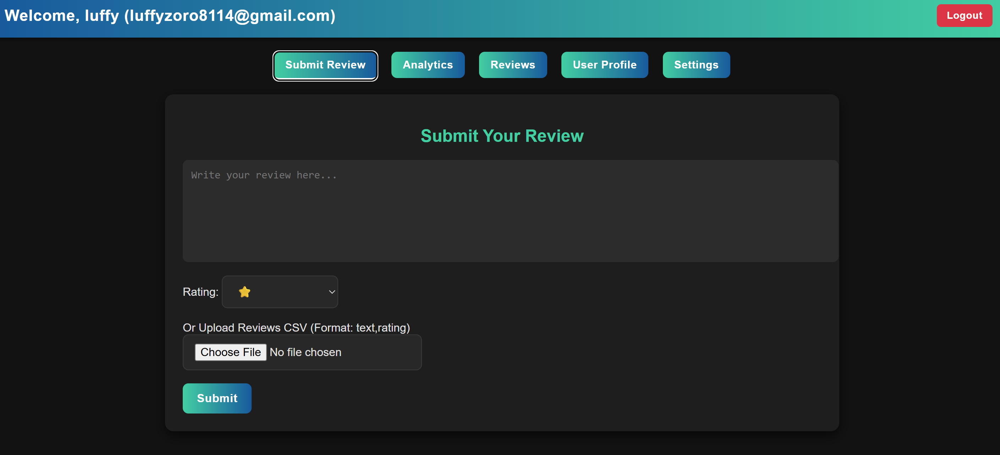 Welcome, luffy (luffyzoro8114@gmail.com)
Logout
Submit Review
Analytics
Reviews
User Profile
Settings
Submit Your Review
Write your review here...
Rating: ⭐
Or Upload Reviews CSV (Format: text,rating)
Choose File No file chosen
Submit